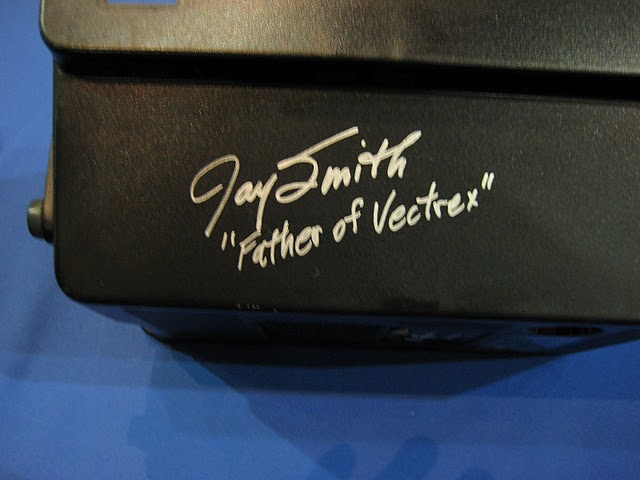 Jay Smith
"Father of Vectrex"